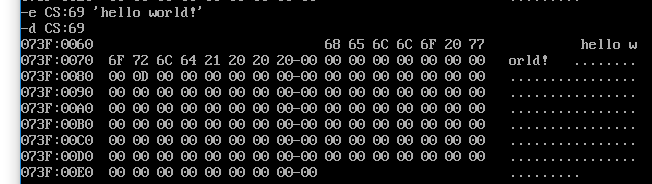 -e CS:69 'hello world!'
-d CS:69
073F:0060                             68 65 6C 6C 6F 20 77          hello w
073F:0070  6F 72 6C 64 21 20 20 20-00 00 00 00 00 00 00 00   orld!   ........
073F:0080  00 0D 00 00 00 00 00 00-00 00 00 00 00 00 00 00   ................
073F:0090  00 00 00 00 00 00 00 00-00 00 00 00 00 00 00 00   ................
073F:00A0  00 00 00 00 00 00 00 00-00 00 00 00 00 00 00 00   ................
073F:00B0  00 00 00 00 00 00 00 00-00 00 00 00 00 00 00 00   ................
073F:00C0  00 00 00 00 00 00 00 00-00 00 00 00 00 00 00 00   ................
073F:00D0  00 00 00 00 00 00 00 00-00 00 00 00 00 00 00 00   ................
073F:00E0  00 00 00 00 00 00 00 00-00                        .........